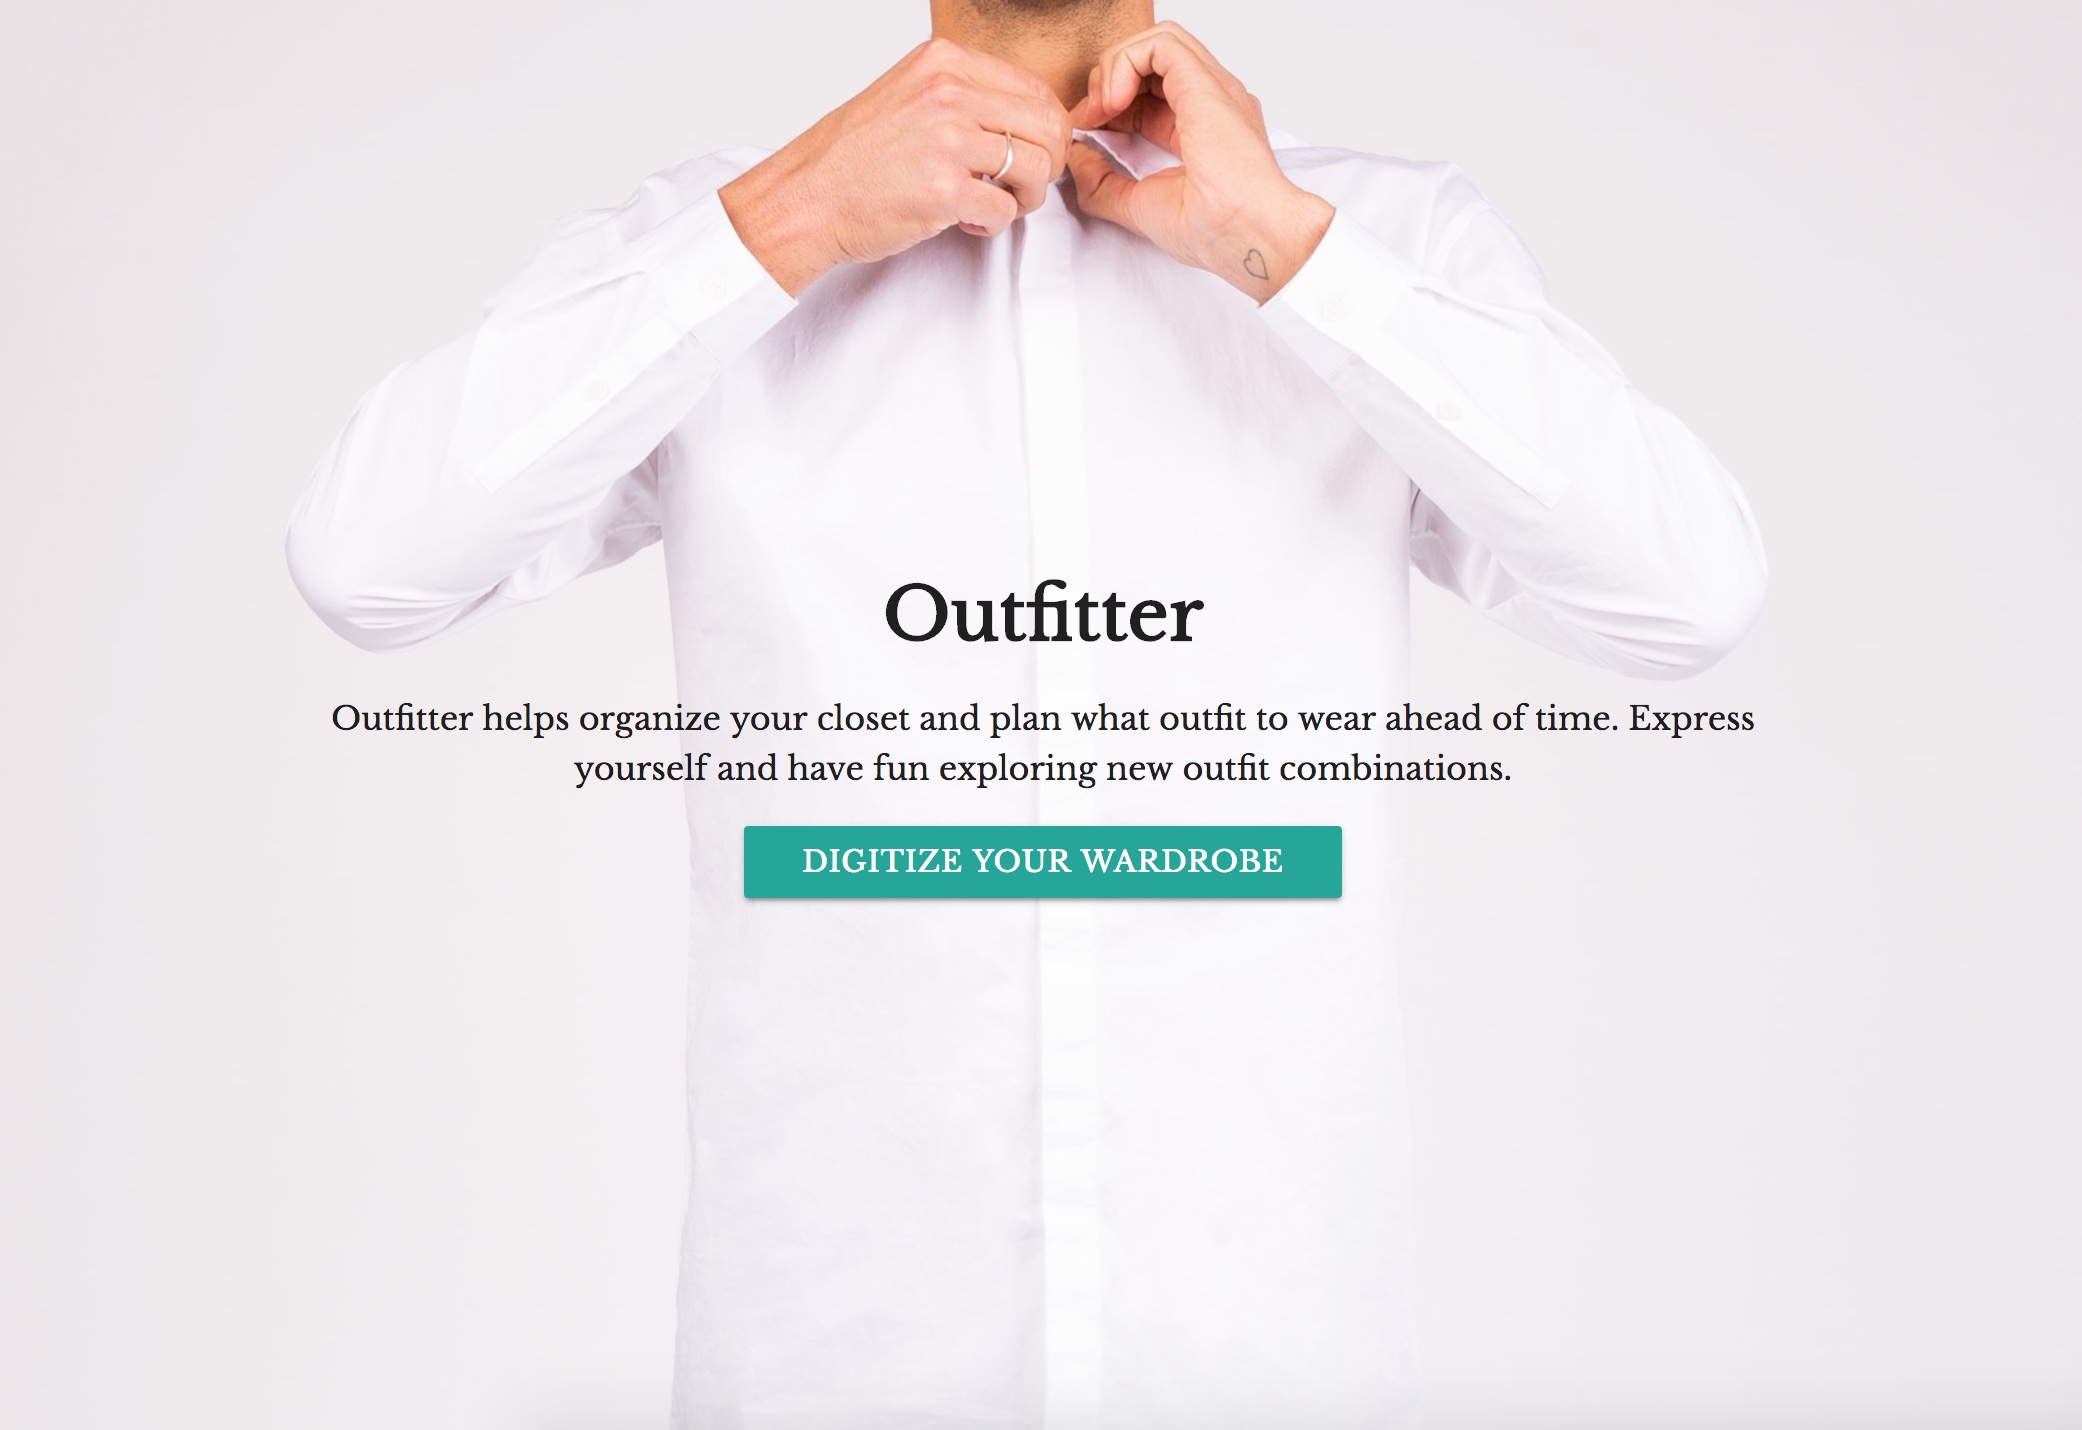 Outfitter
Outfitter helps organize your closet and plan what outfit to wear ahead of time. Express
yourself and have fun exploring new outfit combinations.
DIGITIZE YOUR WARDROBE